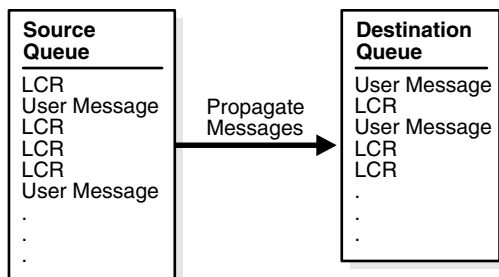 Source
Queue
LCR
User Message
LCR
LCR
LCR
User Message
.
.
.
Propagate
Messages
Destination
Queue
User Message
LCR
User Message
LCR
LCR
.
.
.